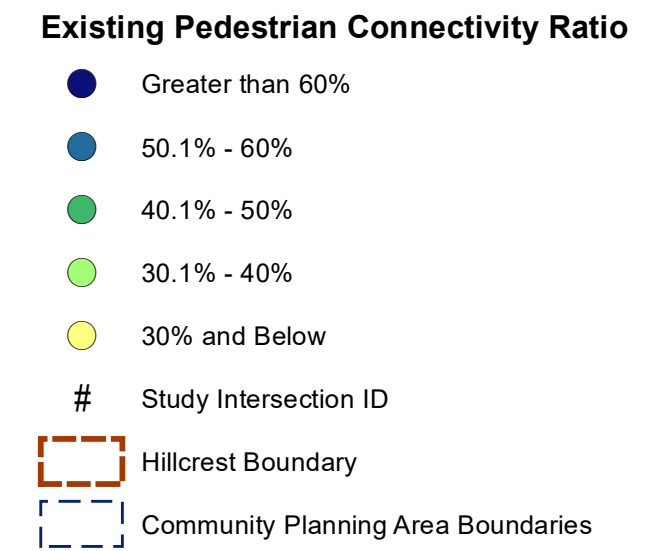 Existing Pedestrian Connectivity Ratio
Greater than 60%
50.1% - 60%
40.1% - 50%
30.1% - 40%
30% and Below
# Study Intersection ID
Hillcrest Boundary
Community Planning Area Boundaries